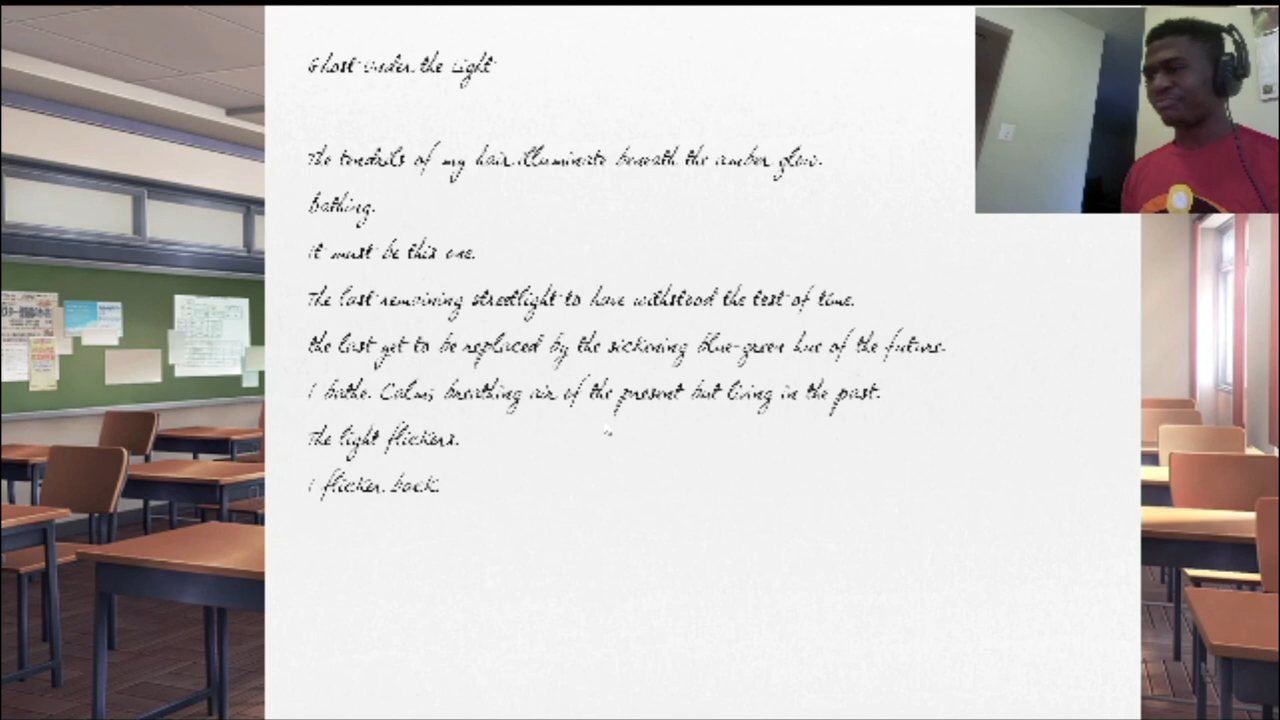 Ghost Under the Light
The tendrils of my hair illuminate beneath the amber glow.
Bathing.
It must be this one.
The last remaining streetlight to have withstood the test of time.
the last yet to be replaced by the sickening blue-green hue of the future.
I bathe. Calm; breathing air of the present but living in the past.
The light flickers.
I flicker back.